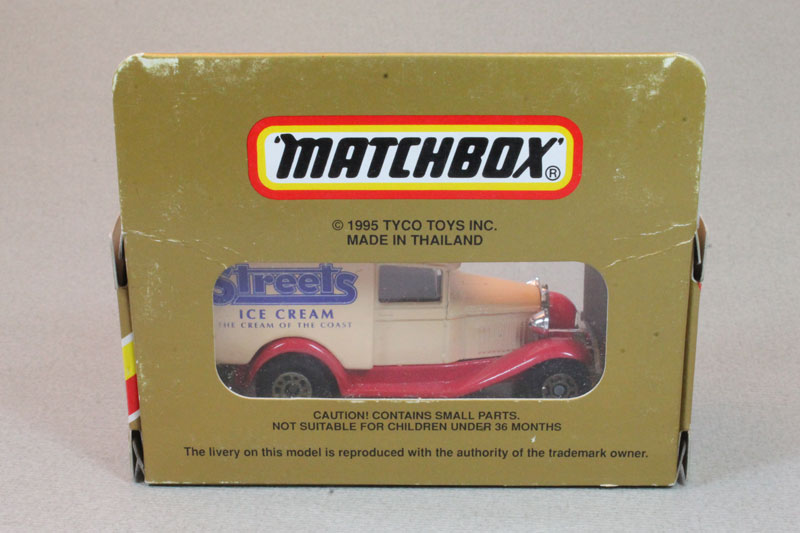 MATCHBOX®
© 1995 TYCO TOYS INC.
MADE IN THAILAND
Streets™
ICE CREAM
THE CREAM OF THE COAST
CAUTION! CONTAINS SMALL PARTS.
NOT SUITABLE FOR CHILDREN UNDER 36 MONTHS
The livery on this model is reproduced with the authority of the trademark owner.